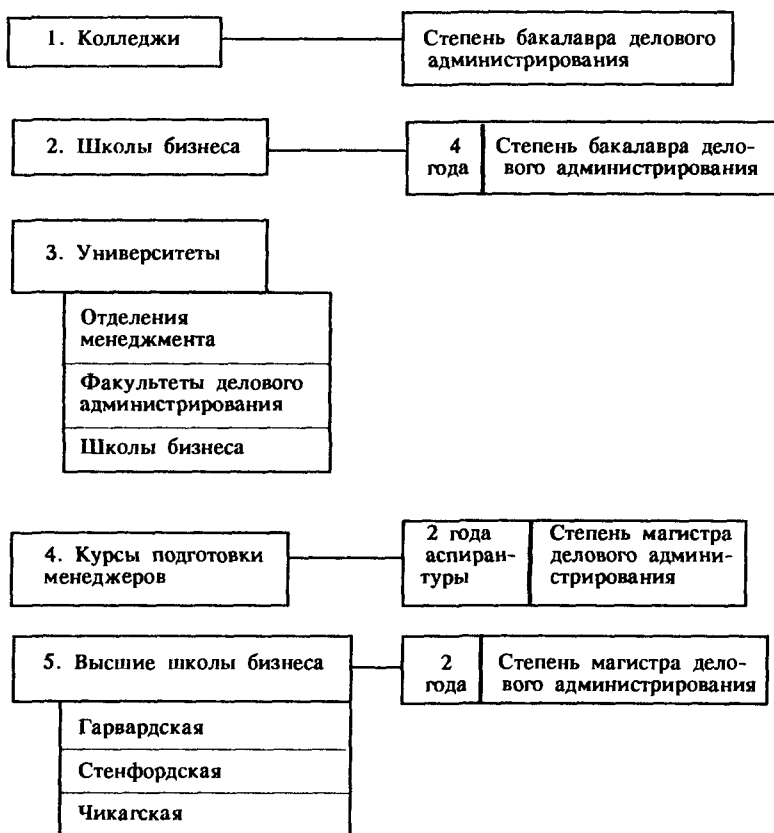 1. Колледжи
Степень бакалавра делового
администрирования
2. Школы бизнеса
4
года
Степень бакалавра дело-
вого администрирования
3. Университеты
Отделения
менеджмента
Факультеты делового
администрирования
Школы бизнеса
4. Курсы подготовки
менеджеров
2 года
аспиран-
туры
Степень магистра
делового админи-
стрирования
5. Высшие школы бизнеса
2
года
Степень магистра дело-
вого администрирования
Гарвардская
Стенфордская
Чикагская